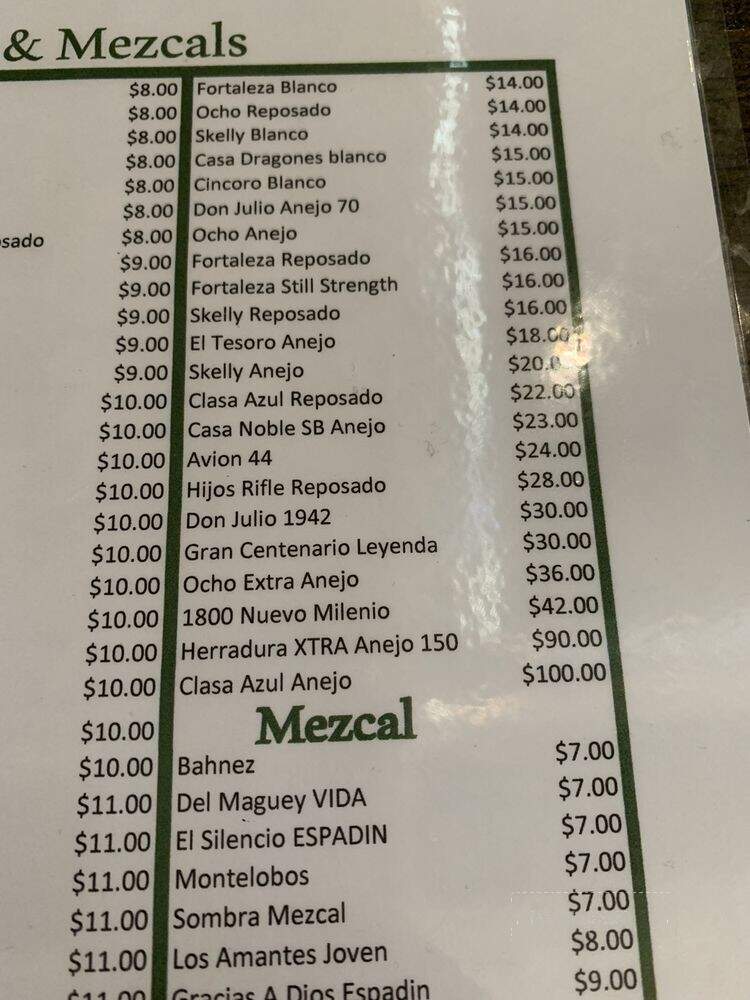 & Mezcals
$8.00 Fortaleza Blanco $14.00
$8.00 Ocho Reposado $14.00
$8.00 Skelly Blanco $14.00
$8.00 Casa Dragones blanco $15.00
$8.00 Cincoro Blanco $15.00
$8.00 Don Julio Anejo 70 $15.00
$8.00 Ocho Anejo $15.00
$9.00 Fortaleza Reposado $16.00
$9.00 Fortaleza Still Strength $16.00
$9.00 Skelly Reposado $16.00
$9.00 El Tesoro Anejo $18.00
$9.00 Skelly Anejo
$10.00 Clasa Azul Reposado $22.00
$10.00 Casa Noble SB Anejo $23.00
$10.00 Avion 44 $24.00
$10.00 Hijos Rifle Reposado $28.00
$10.00 Don Julio 1942 $30.00
$10.00 Gran Centenario Leyenda $30.00
$10.00 Ocho Extra Anejo $36.00
$10.00 1800 Nuevo Milenio $42.00
$10.00 Herradura XTRA Anejo 150 $90.00
$10.00 Clasa Azul Anejo $100.00
$10.00 Mezcal
$10.00 Bahnez $7.00
$11.00 Del Maguey VIDA $7.00
$11.00 El Silencio ESPADIN $7.00
$11.00 Montelobos $7.00
$11.00 Sombra Mezcal $7.00
$11.00 Los Amantes Joven $8.00
$11.00 Gracias A Dios Espadin $9.00